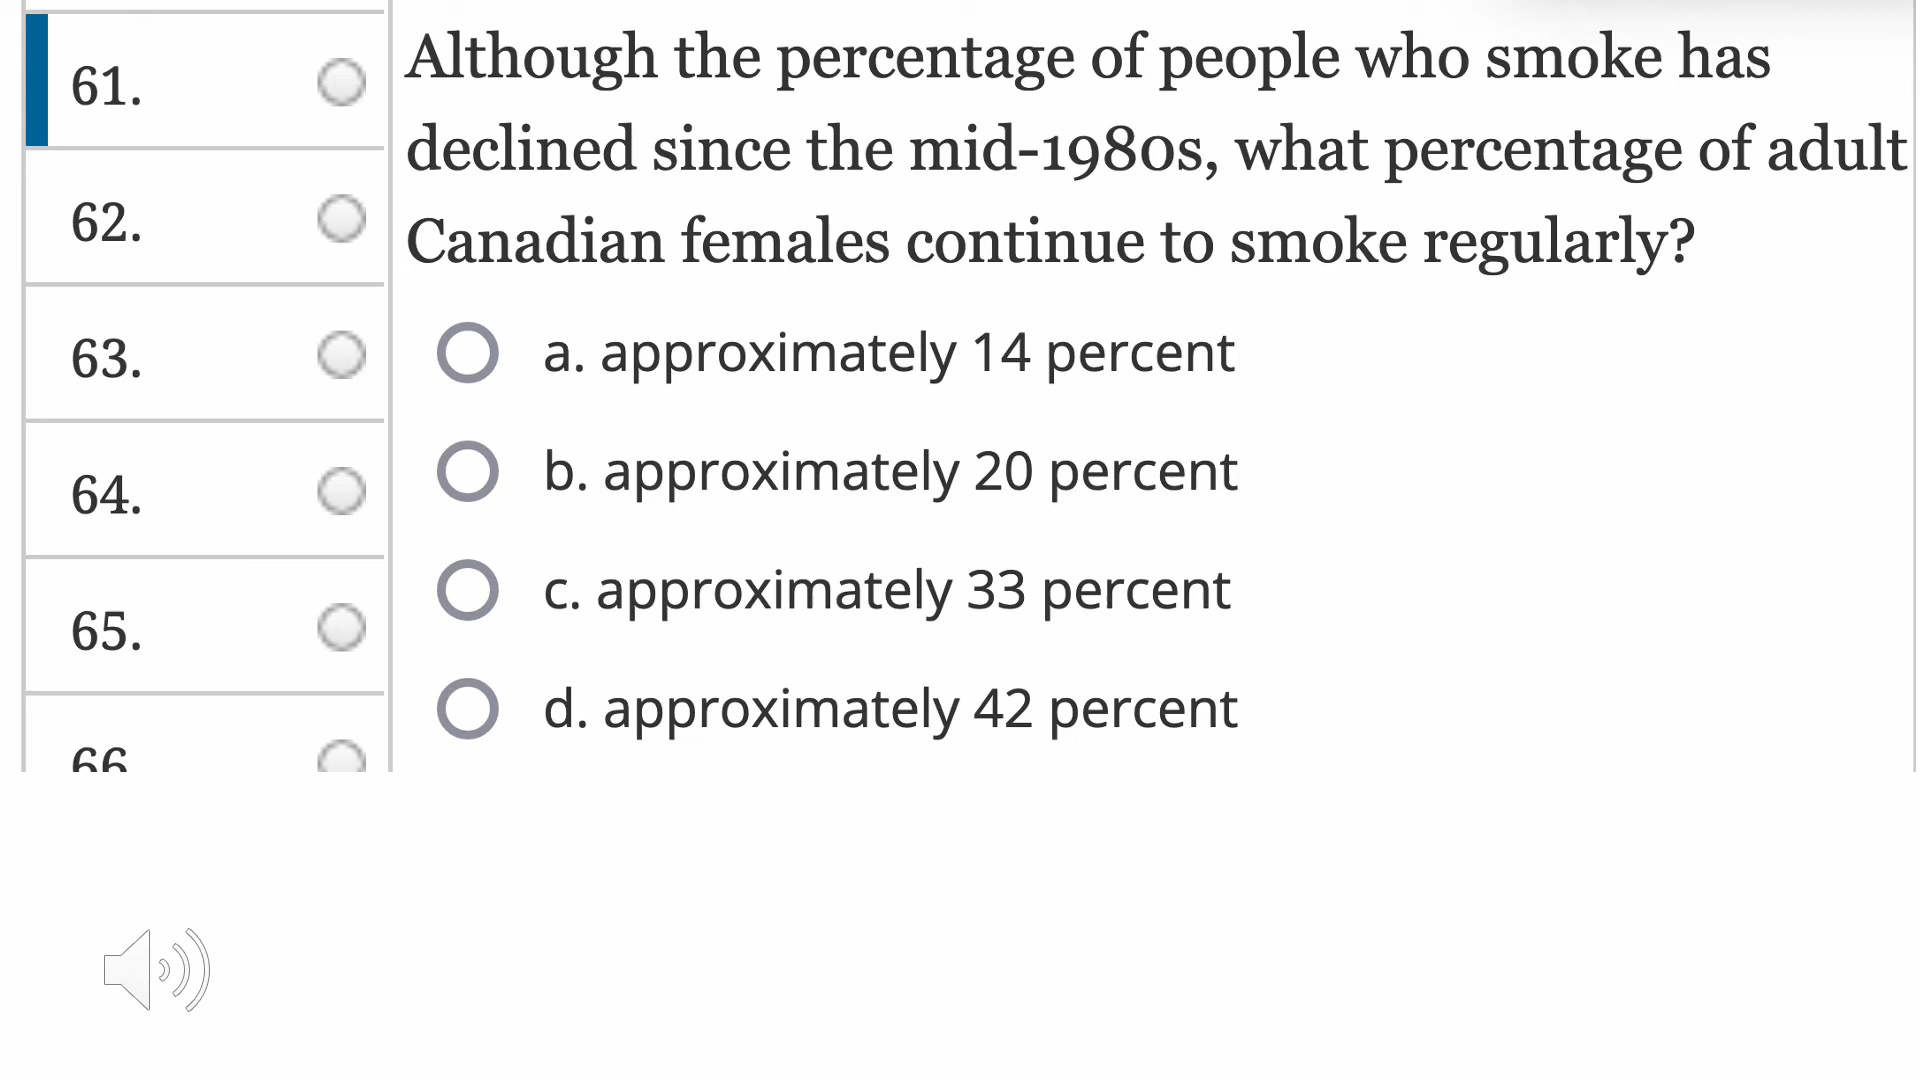 61.
62.
63.
64.
65.
66
Although the percentage of people who smoke has
declined since the mid-1980s, what percentage of adult
Canadian females continue to smoke regularly?
a. approximately 14 percent
b. approximately 20 percent
c. approximately 33 percent
d. approximately 42 percent